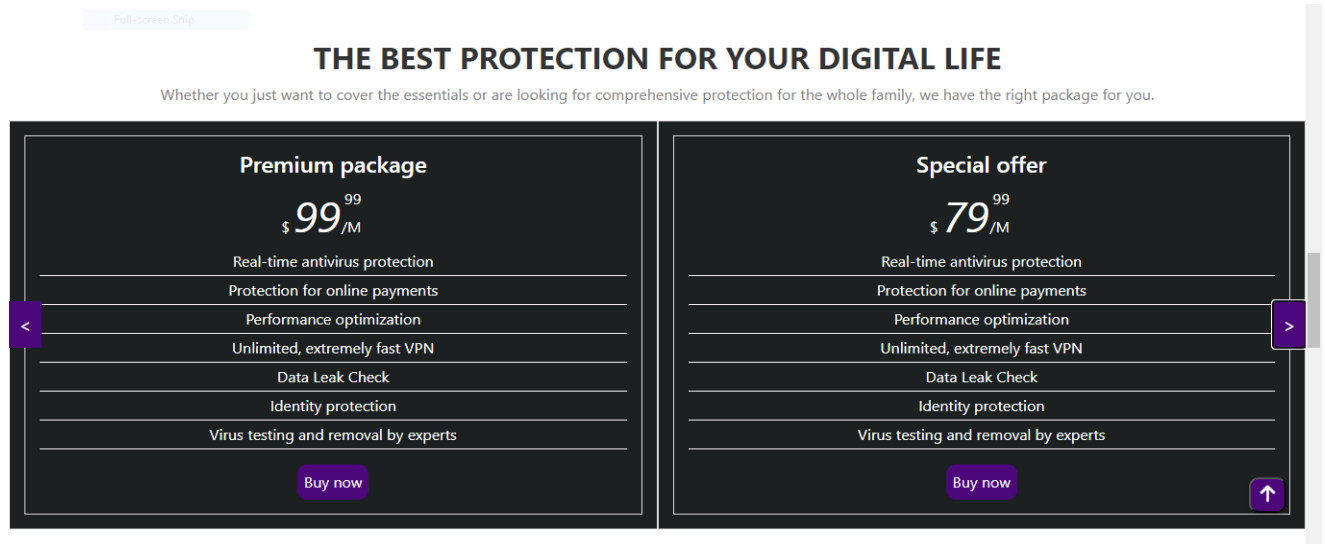 Full-screen Snip
THE BEST PROTECTION FOR YOUR DIGITAL LIFE
Whether you just want to cover the essentials or are looking for comprehensive protection for the whole family, we have the right package for you.
Premium package
$ 99 99 /M
Real-time antivirus protection
Protection for online payments
Performance optimization
Unlimited, extremely fast VPN
Data Leak Check
Identity protection
Virus testing and removal by experts
Buy now
Special offer
$ 79 99 /M
Real-time antivirus protection
Protection for online payments
Performance optimization
Unlimited, extremely fast VPN
Data Leak Check
Identity protection
Virus testing and removal by experts
Buy now
<
>